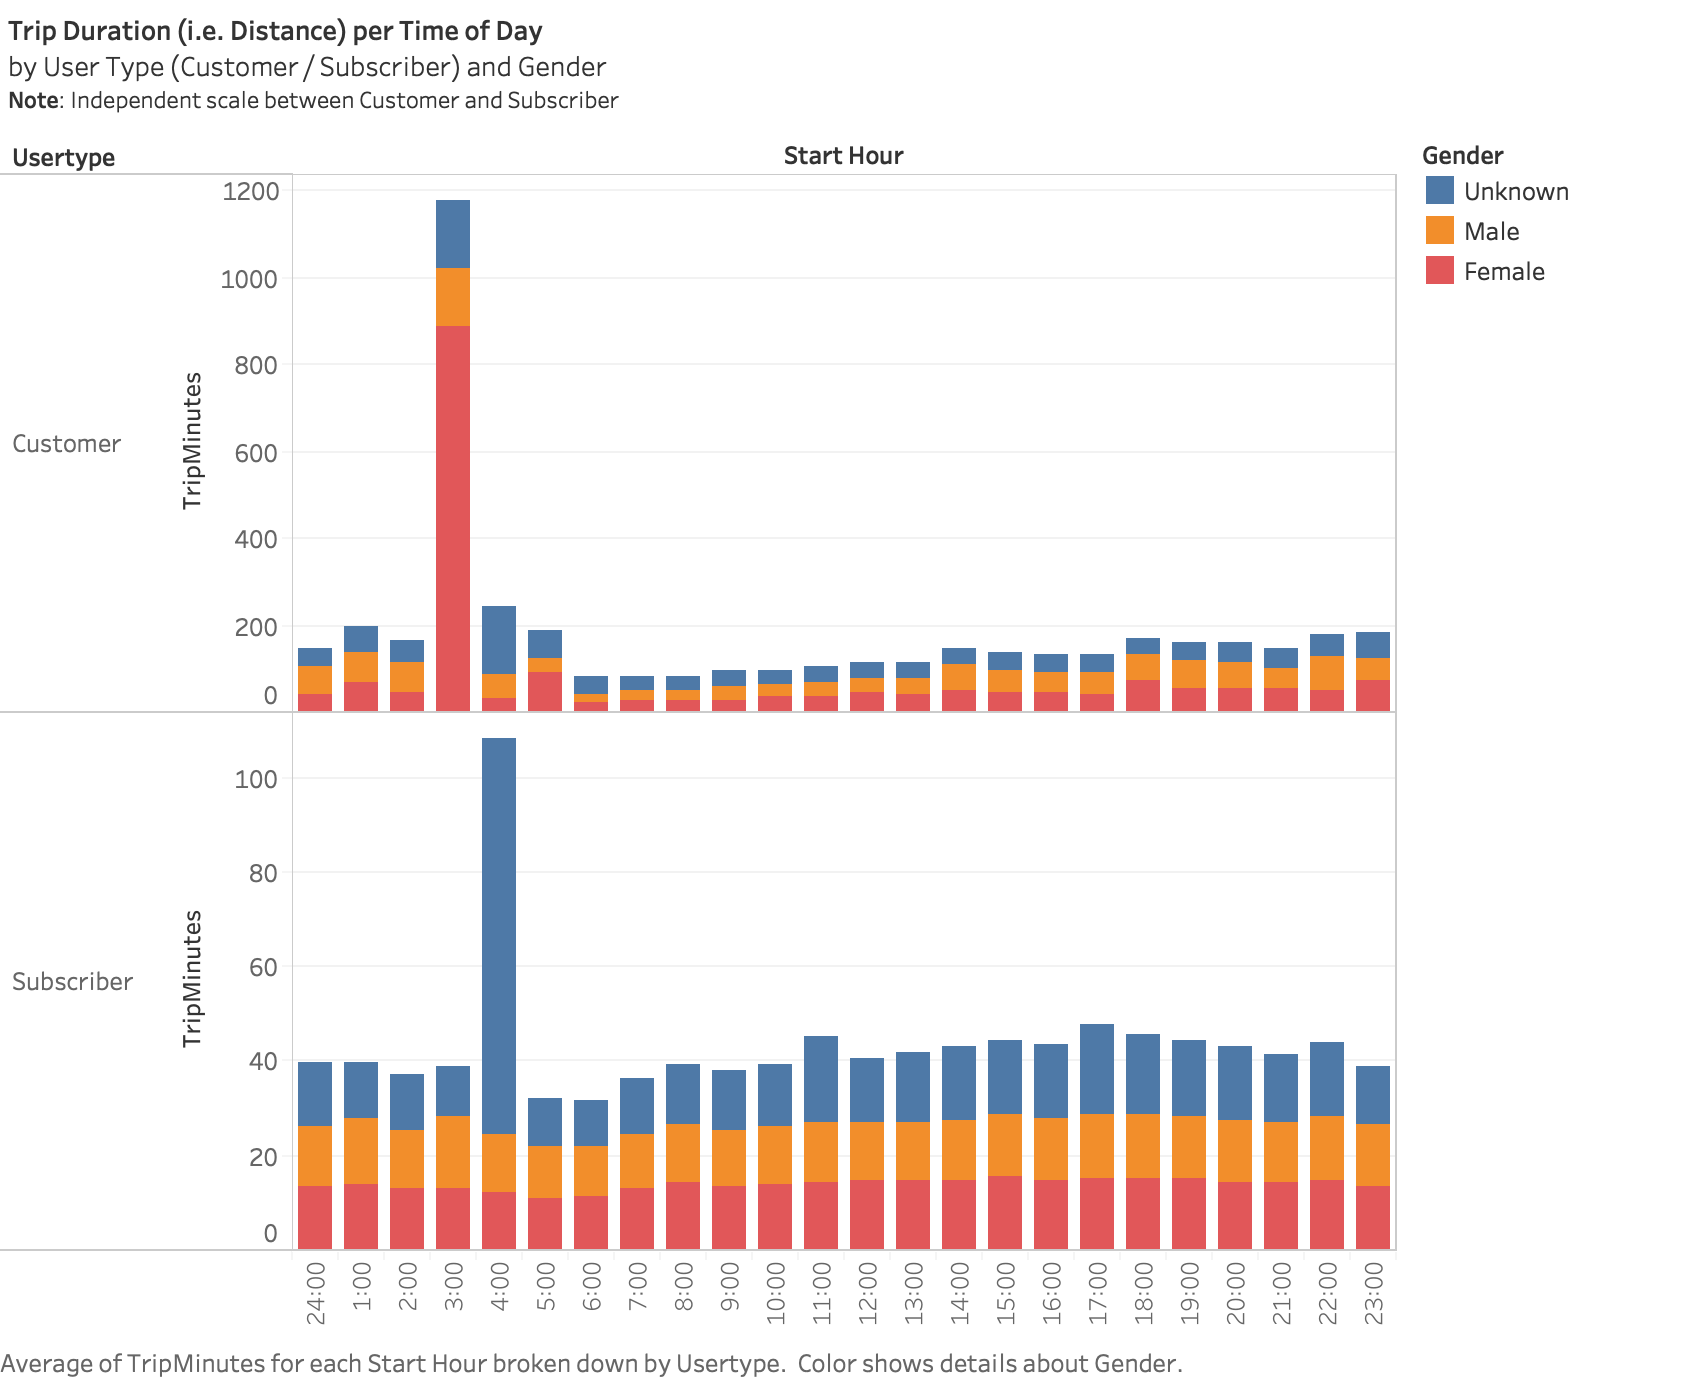 Trip Duration (i.e. Distance) per Time of Day
by User Type (Customer / Subscriber) and Gender
Note: Independent scale between Customer and Subscriber
Usertype
Start Hour
Gender
Unknown
Male
Female
Customer
TripMinutes
1200
1000
800
600
400
200
0
Subscriber
TripMinutes
100
80
60
40
20
0
24:00
1:00
2:00
3:00
4:00
5:00
6:00
7:00
8:00
9:00
10:00
11:00
12:00
13:00
14:00
15:00
16:00
17:00
18:00
19:00
20:00
21:00
22:00
23:00
Average of TripMinutes for each Start Hour broken down by Usertype.  Color shows details about Gender.